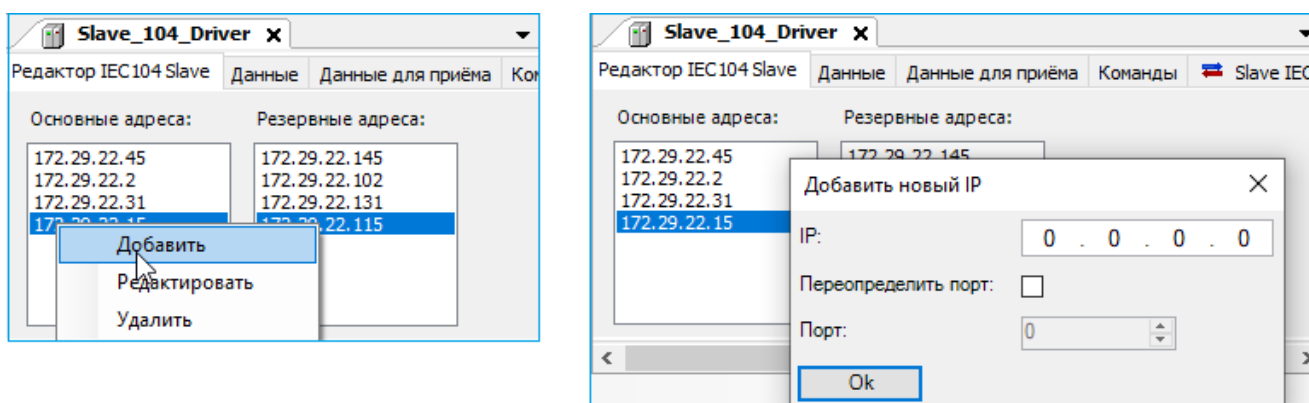 Slave_104_Driver
Редактор IEC104 Slave Данные Данные для приёма
Основные адреса: Резервные адреса:
172.29.22.45 172.29.22.145
172.29.22.2 172.29.22.102
172.29.22.31 172.29.22.131
.22.115
Добавить
Редактировать
Удалить
Slave_104_Driver
Редактор IEC104 Slave Данные Данные для приёма Команды Slave
Основные адреса: Резервные адреса:
172.29.22.45 172.29.22.145
172.29.22.2
172.29.22.31
172.29.22.15
Добавить новый IP
IP: 0 . 0 . 0 . 0
Переопределить порт:
Порт: 0
Ok